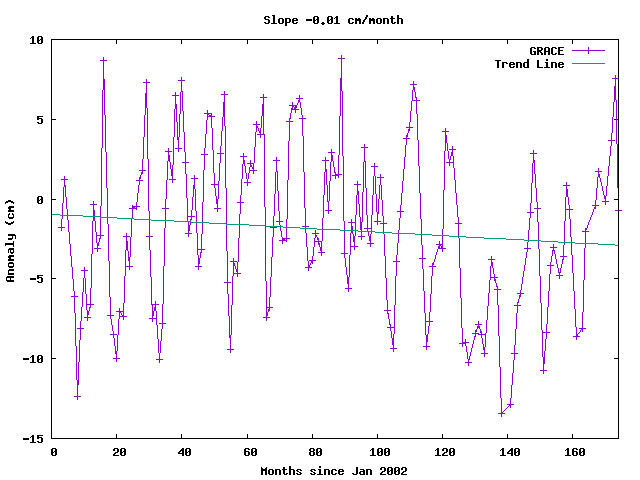 Slope -0.01 cm/month
GRACE
Trend Line
10
5
0
-5
-10
-15
Anomaly (cm)
0 20 40 60 80 100 120 140 160
Months since Jan 2002